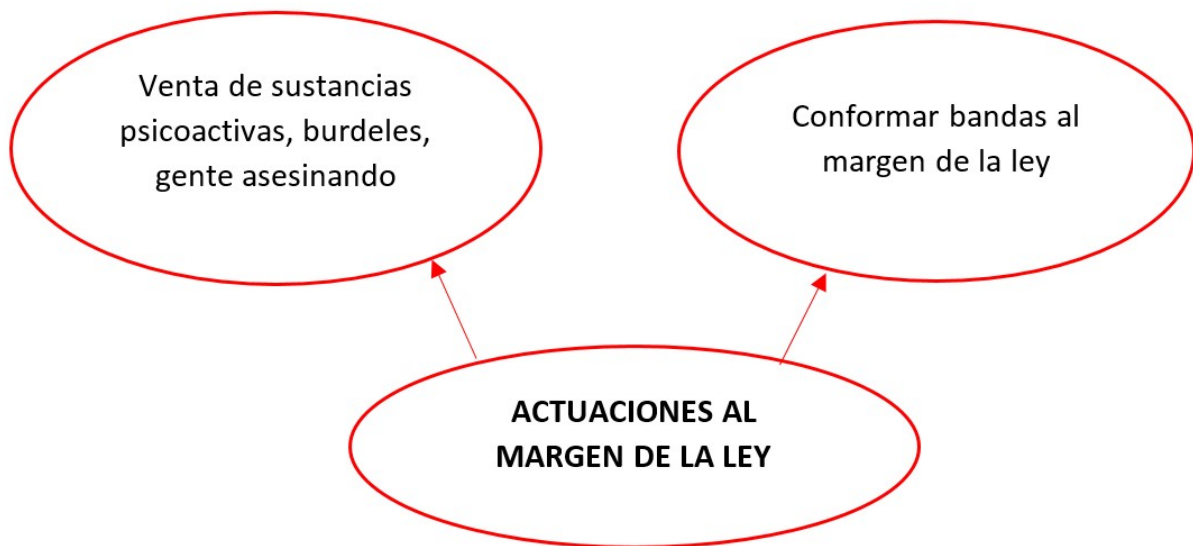 Venta de sustancias
psicoactivas, burdeles,
gente asesinando
Conformar bandas al
margen de la ley
ACTUACIONES AL
MARGEN DE LA LEY